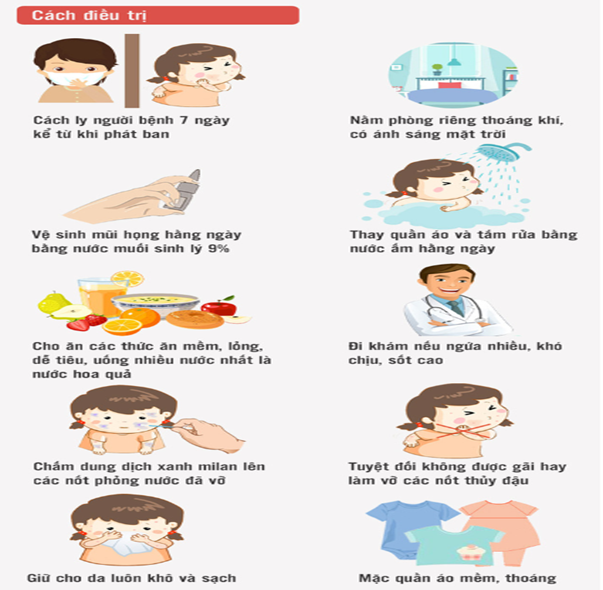 Cách điều trị
Cách ly người bệnh 7 ngày
kể từ khi phát ban
Nằm phòng riêng thoáng khí,
có ánh sáng mặt trời
Vệ sinh mũi họng hằng ngày
bằng nước muối sinh lý 9%
Thay quần áo và tắm rửa bằng
nước ấm hằng ngày
Cho ăn các thức ăn mềm, lỏng,
dễ tiêu, uống nhiều nước nhất là
nước hoa quả
Đi khám nếu ngứa nhiều, khó
chịu, sốt cao
Chấm dung dịch xanh milan lên
các nốt phỏng nước đã vỡ
Tuyệt đối không được gãi hay
làm vỡ các nốt thủy đậu
Giữ cho da luôn khô và sạch
Mặc quần áo mềm, thoáng